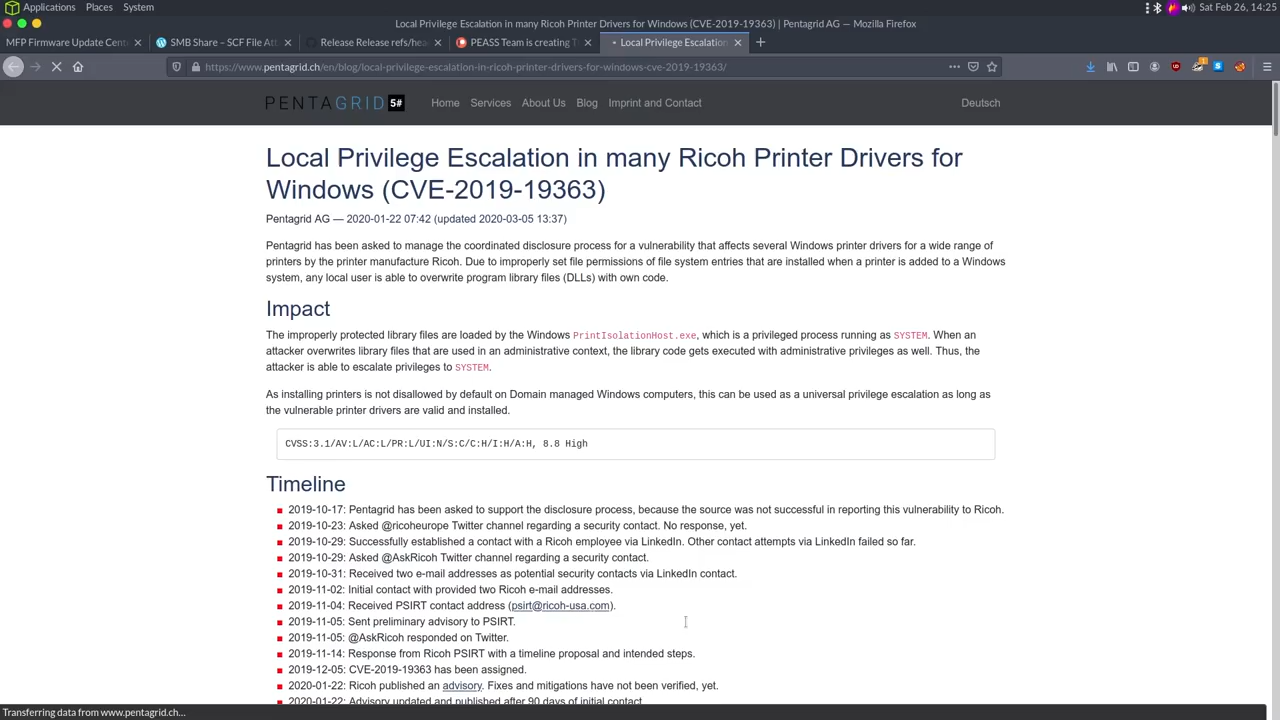 Applications Places System
Sat Feb 26, 14:25
Local Privilege Escalation in many Ricoh Printer Drivers for Windows (CVE-2019-19363) | Pentagrid AG — Mozilla Firefox
MFP Firmware Update Cent
SMB Share – SCF File Att
Release Release refs/he
PEASS Team is creating T
Local Privilege Escalation
https://www.pentagrid.ch/en/blog/local-privilege-escalation-in-ricoh-printer-drivers-for-windows-cve-2019-19363/
PENTAGRID 5# Home Services About Us Blog Imprint and Contact Deutsch
Local Privilege Escalation in many Ricoh Printer Drivers for
Windows (CVE-2019-19363)
Pentagrid AG — 2020-01-22 07:42 (updated 2020-03-05 13:37)
Pentagrid has been asked to manage the coordinated disclosure process for a vulnerability that affects several Windows printer drivers for a wide range of
printers by the printer manufacture Ricoh. Due to improperly set file permissions of file system entries that are installed when a printer is added to a Windows
system, any local user is able to overwrite program library files (DLLs) with own code.
Impact
The improperly protected library files are loaded by the Windows PrintIsolationHost.exe, which is a privileged process running as SYSTEM. When an
attacker overwrites library files that are used in an administrative context, the library code gets executed with administrative privileges as well. Thus, the
attacker is able to escalate privileges to SYSTEM.
As installing printers is not disallowed by default on Domain managed Windows computers, this can be used as a universal privilege escalation as long as
the vulnerable printer drivers are valid and installed.
CVSS:3.1/AV:L/AC:L/PR:L/UI:N/S:C/C:H/I:H/A:H, 8.8 High
Timeline
2019-10-17: Pentagrid has been asked to support the disclosure process, because the source was not successful in reporting this vulnerability to Ricoh.
2019-10-23: Asked @ricoheurope Twitter channel regarding a security contact. No response, yet.
2019-10-29: Successfully established a contact with a Ricoh employee via LinkedIn. Other contact attempts via LinkedIn failed so far.
2019-10-29: Asked @AskRicoh Twitter channel regarding a security contact.
2019-10-31: Received two e-mail addresses as potential security contacts via LinkedIn contact.
2019-11-02: Initial contact with provided two Ricoh e-mail addresses.
2019-11-04: Received PSIRT contact address (psirt@ricoh-usa.com).
2019-11-05: Sent preliminary advisory to PSIRT.
2019-11-05: @AskRicoh responded on Twitter.
2019-11-14: Response from Ricoh PSIRT with a timeline proposal and intended steps.
2019-12-05: CVE-2019-19363 has been assigned.
2020-01-22: Ricoh published an advisory. Fixes and mitigations have not been verified, yet.
2020-01-22: Advisory updated and published after 90 days of initial contact
Transferring data from www.pentagrid.ch...